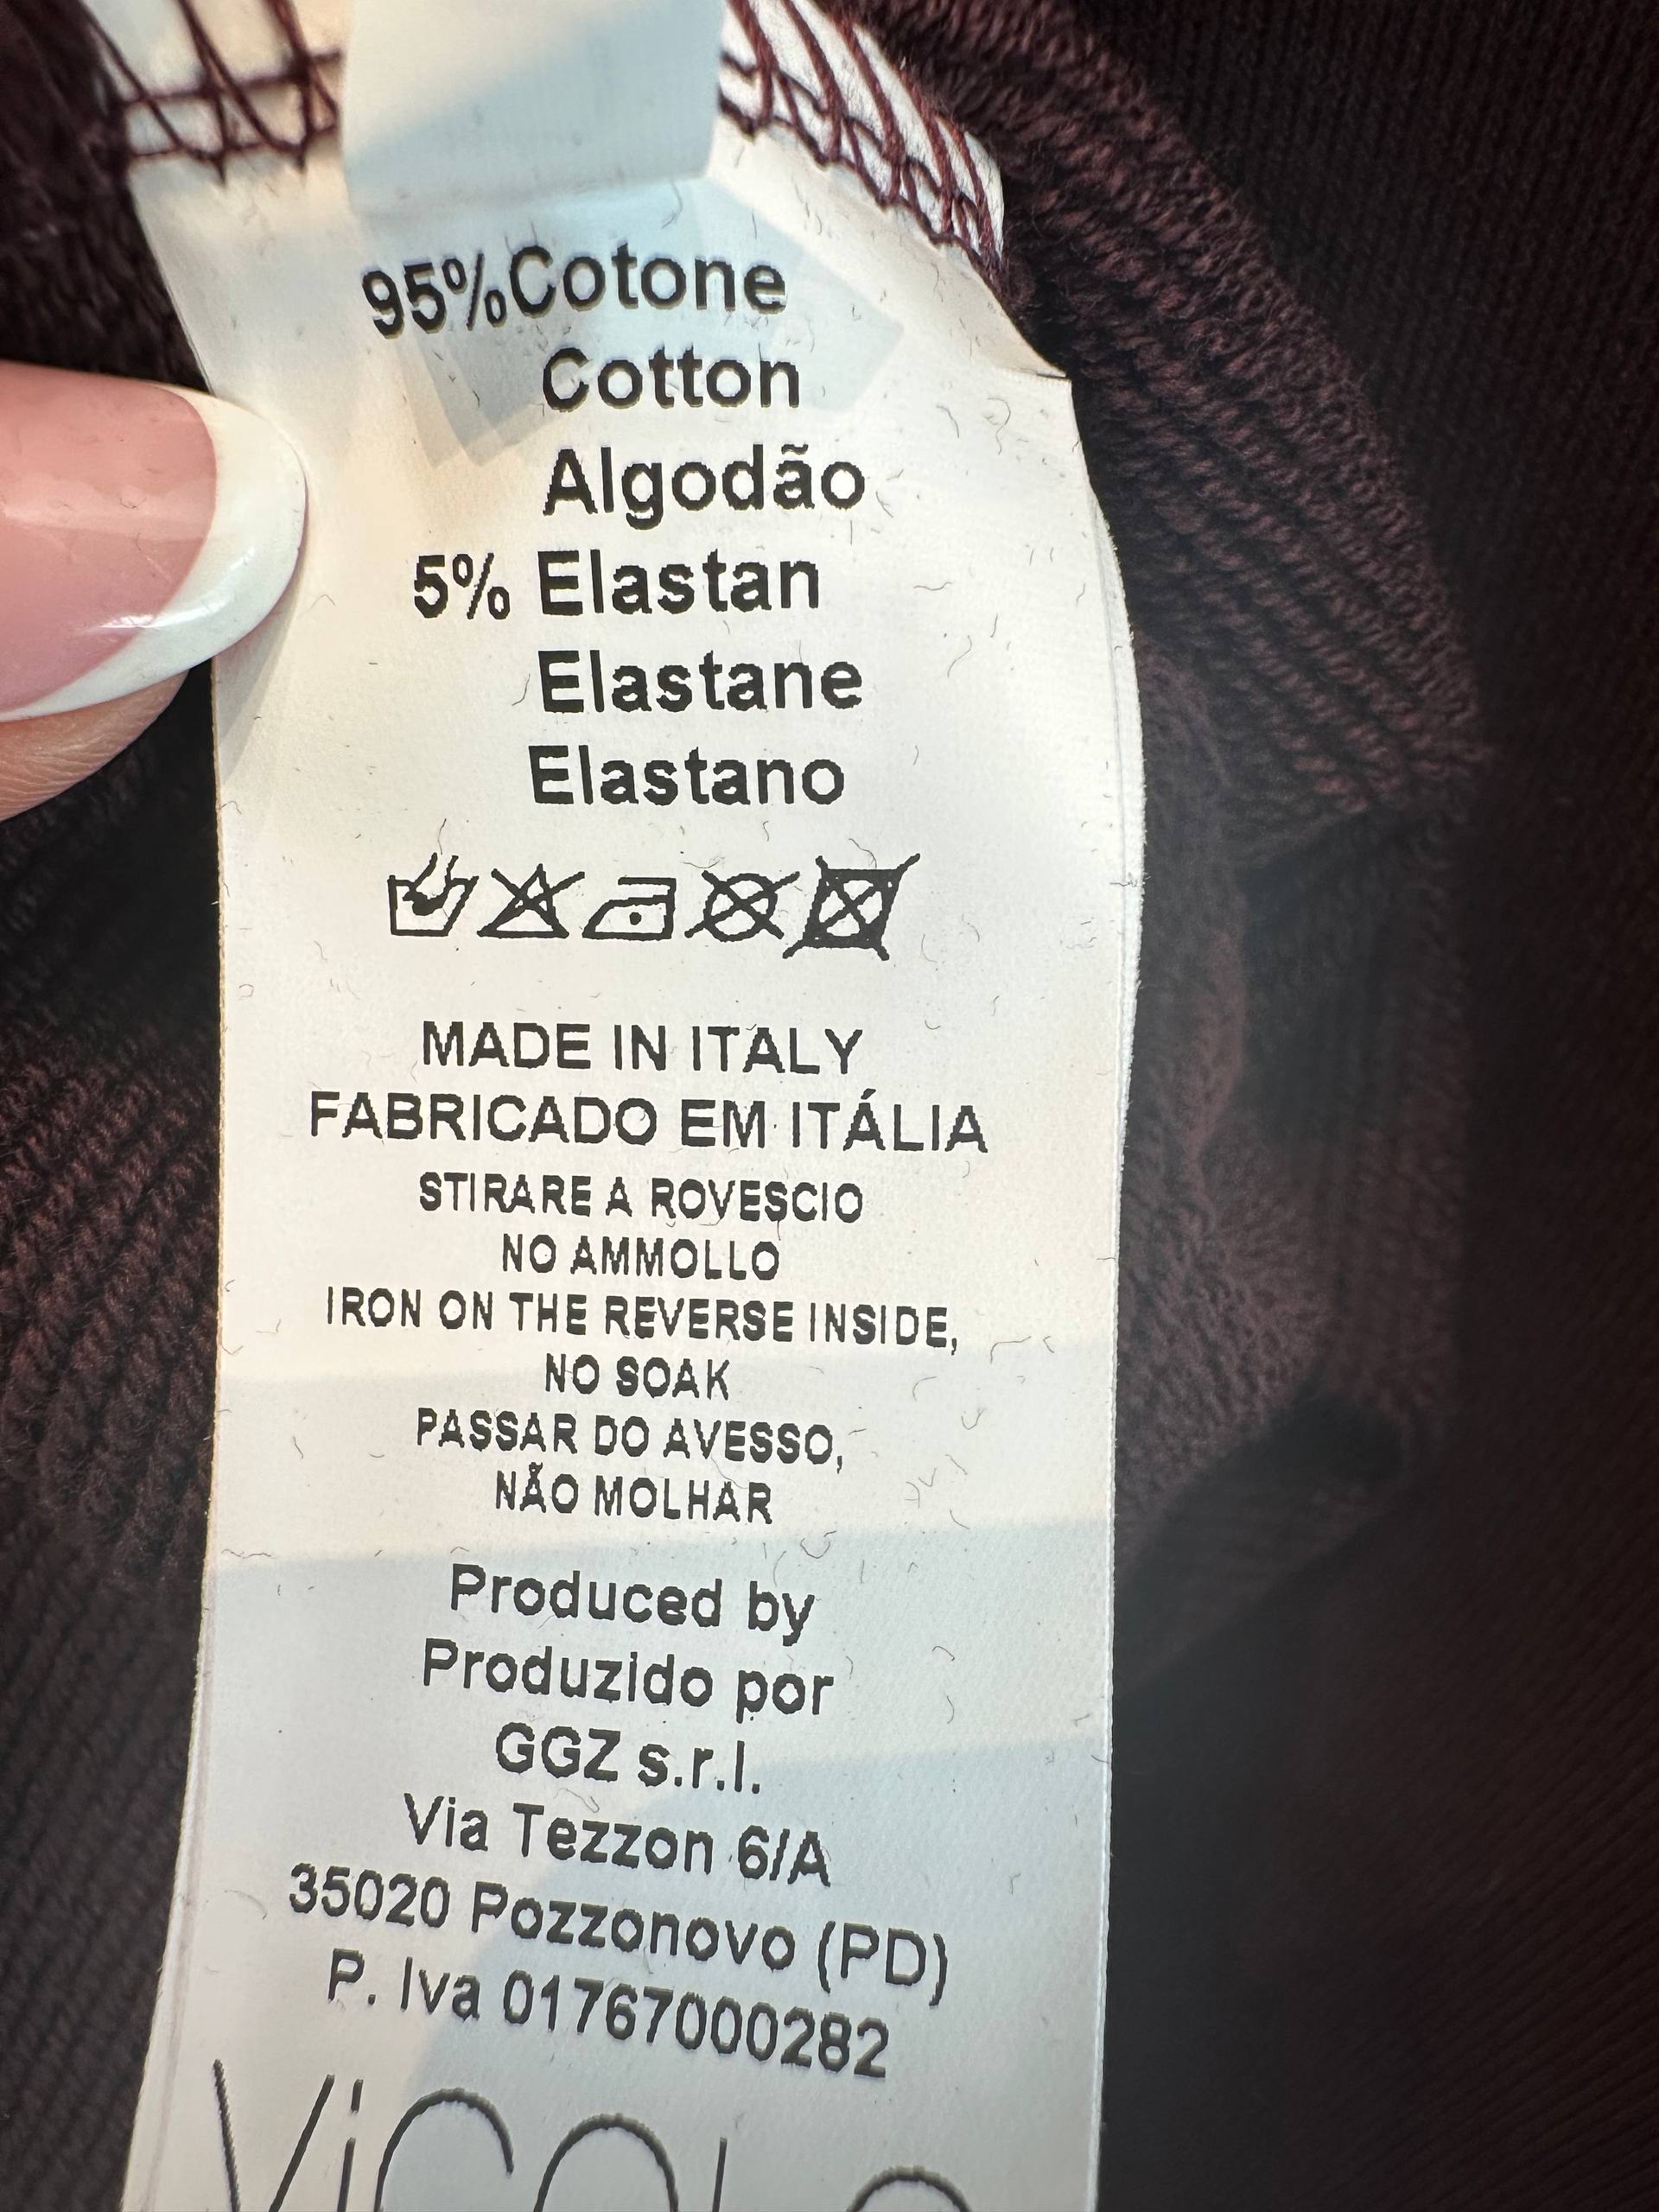 95%Cotone
Cotton
Algodão
5% Elastan
Elastane
Elastano
MADE IN ITALY
FABRICADO EM ITÁLIA
STIRARE A ROVESCIO
NO AMMOLLO
IRON ON THE REVERSE INSIDE,
NO SOAK
PASSAR DO AVESSO,
NÃO MOLHAR
Produced by
Produzido por
GGZ s.r.l.
Via Tezzon 6/A
35020 Pozzonovo (PD)
P. Iva 01767000282
ViCOLO